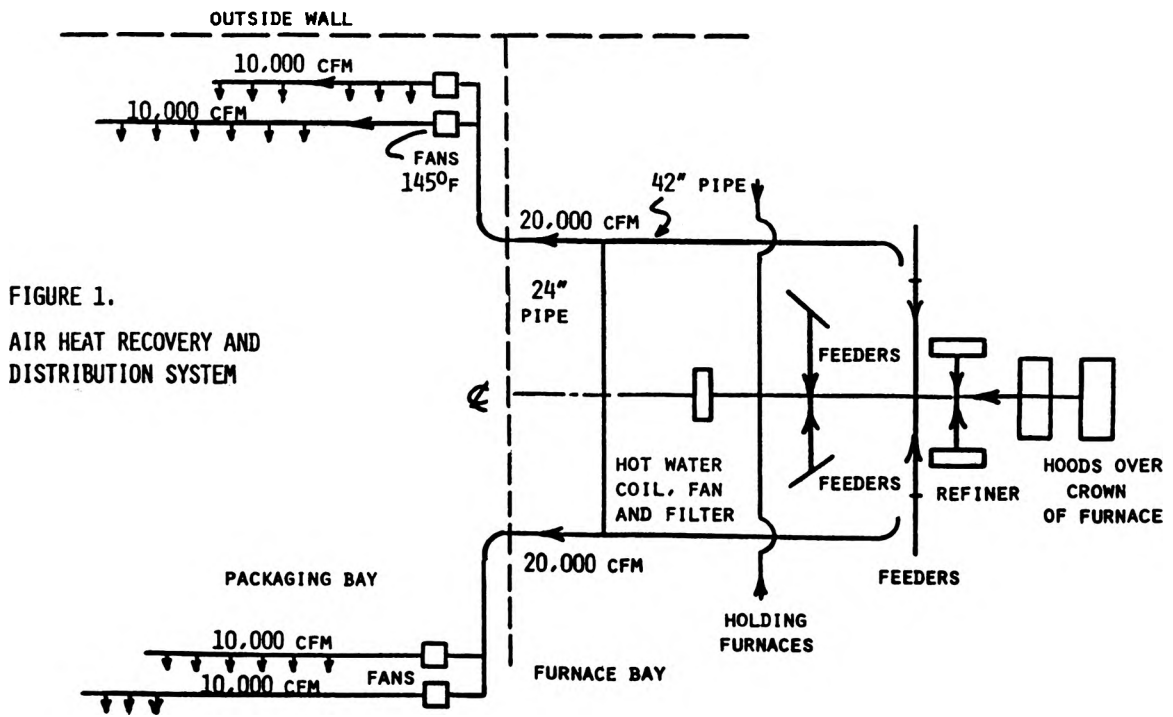 OUTSIDE WALL
10,000 CFM
10,000 CFM
FANS
145°F
42" PIPE
20,000 CFM
24"
PIPE
FIGURE 1.
AIR HEAT RECOVERY AND
DISTRIBUTION SYSTEM
FEEDERS
℄
HOT WATER
COIL, FAN
AND FILTER
FEEDERS
REFINER
HOODS OVER
CROWN
OF FURNACE
20,000 CFM
FEEDERS
PACKAGING BAY
HOLDING
FURNACES
10,000 CFM
FANS
FURNACE BAY
10,000 CFM